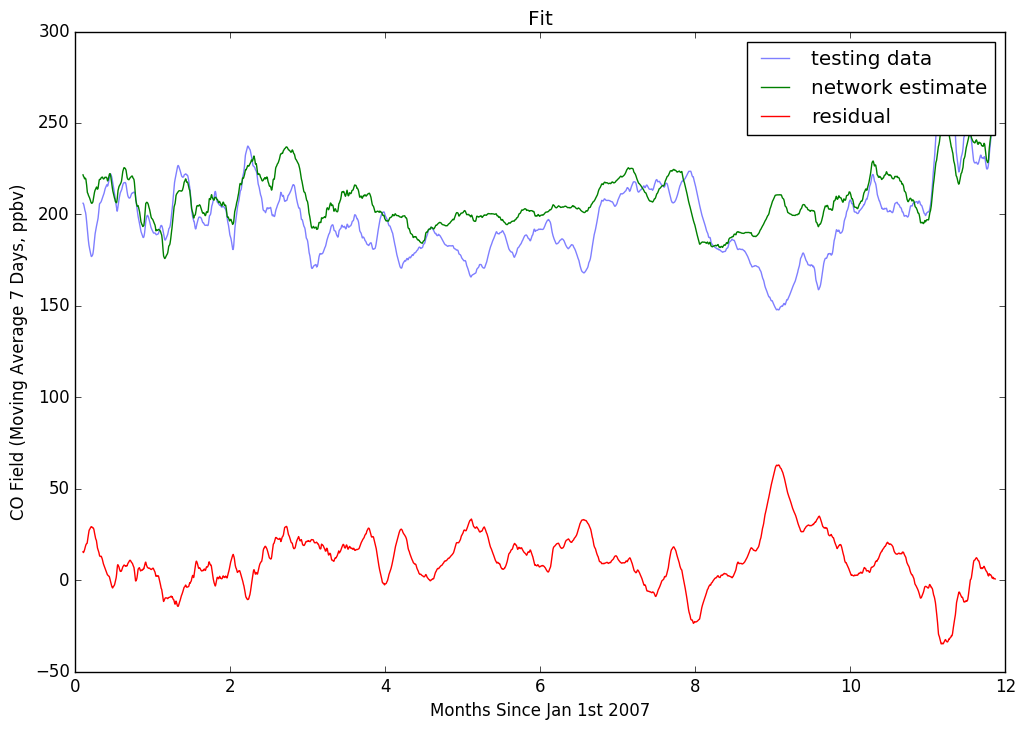 Fit
300
250
200
150
100
50
0
−50
0 2 4 6 8 10 12
CO Field (Moving Average 7 Days, ppbv)
Months Since Jan 1st 2007
testing data
network estimate
residual